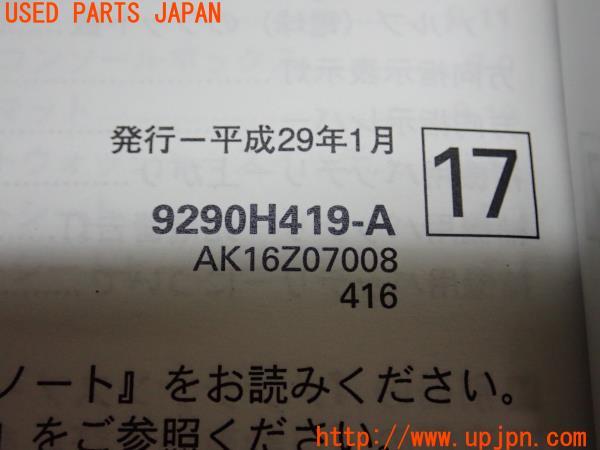 USED PARTS JAPAN
発行－平成29年1月
17
9290H419-A
AK16Z07008
416
ノート』をお読みください。
』をご参照ください。
http://www.upjpn.com